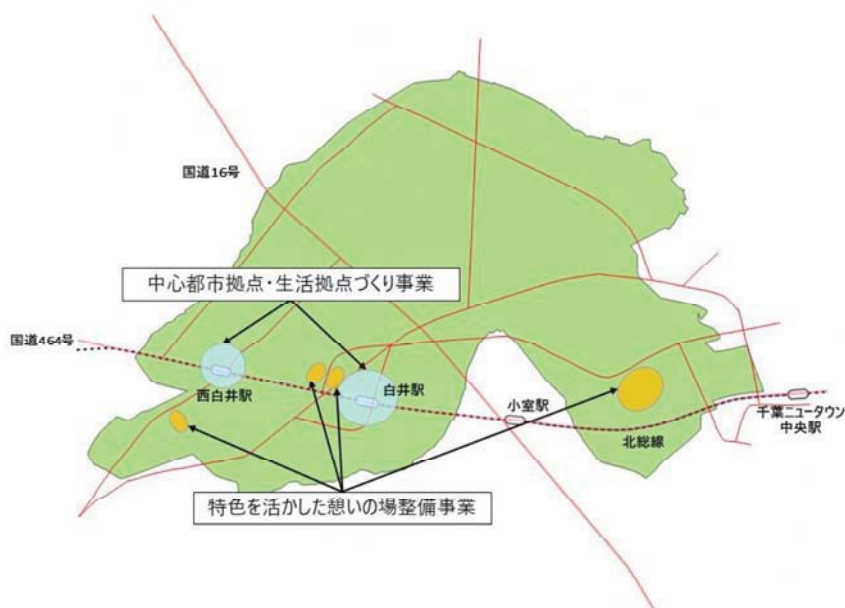 国道16号
中心都市拠点・生活拠点づくり事業
国道464号
西白井駅
白井駅
小室駅
北総線
千葉ニュータウン
中央駅
特色を活かした憩いの場整備事業